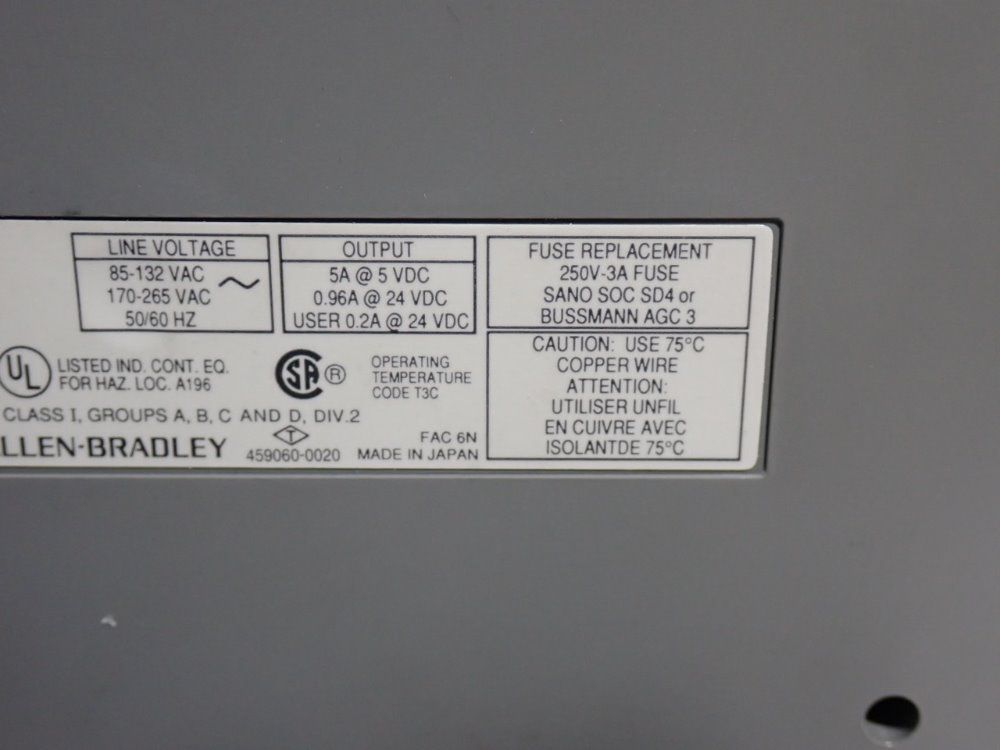 LINE VOLTAGE
85-132 VAC
170-265 VAC
50/60 HZ
OUTPUT
5A @ 5 VDC
0.96A @ 24 VDC
USER 0.2A @ 24 VDC
FUSE REPLACEMENT
250V-3A FUSE
SANO SOC SD4 or
BUSSMANN AGC 3
CAUTION: USE 75°C
COPPER WIRE
ATTENTION:
UTILISER UNFIL
EN CUIVRE AVEC
ISOLANTDE 75°C
UL
LISTED IND. CONT. EQ.
FOR HAZ. LOC. A196
SA ®
OPERATING
TEMPERATURE
CODE T3C
CLASS I, GROUPS A, B, C AND D, DIV.2
LLEN-BRADLEY
T
459060-0020
FAC 6N
MADE IN JAPAN